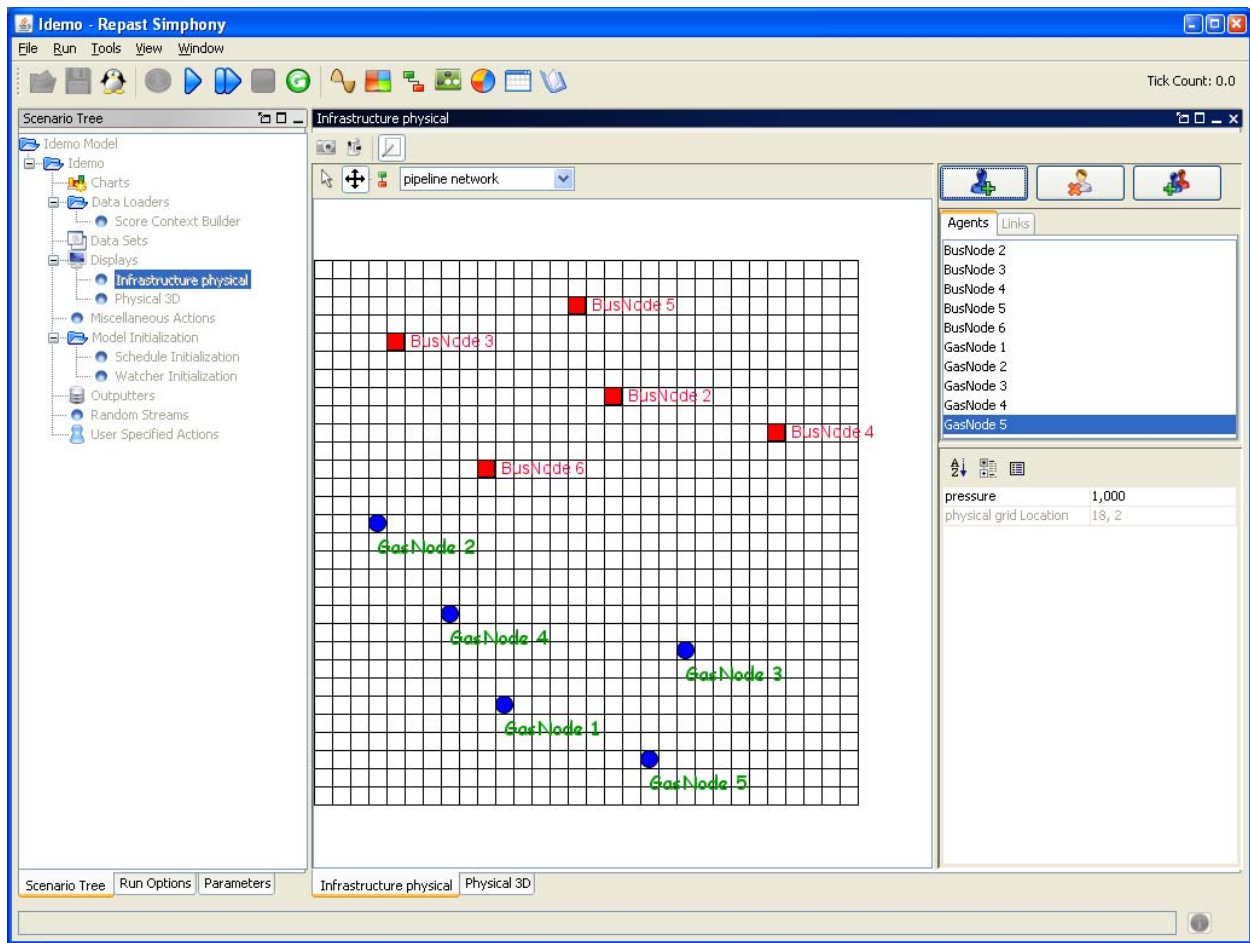 Idemo - Repast Simphony
File Run Tools View Window
Tick Count: 0.0
Scenario Tree
Idemo Model
Idemo
Charts
Data Loaders
Score Context Builder
Data Sets
Displays
Infrastructure physical
Physical 3D
Miscellaneous Actions
Model Initialization
Schedule Initialization
Watcher Initialization
Outputters
Random Streams
User Specified Actions
Scenario Tree Run Options Parameters
Infrastructure physical
pipeline network
BusNode 5
BusNode 3
BusNode 2
BusNode 4
BusNode 6
GasNode 2
GasNode 4
GasNode 3
GasNode 1
GasNode 5
Infrastructure physical Physical 3D
Agents Links
BusNode 2
BusNode 3
BusNode 4
BusNode 5
BusNode 6
GasNode 1
GasNode 2
GasNode 3
GasNode 4
GasNode 5
pressure 1,000
physical grid Location 18, 2